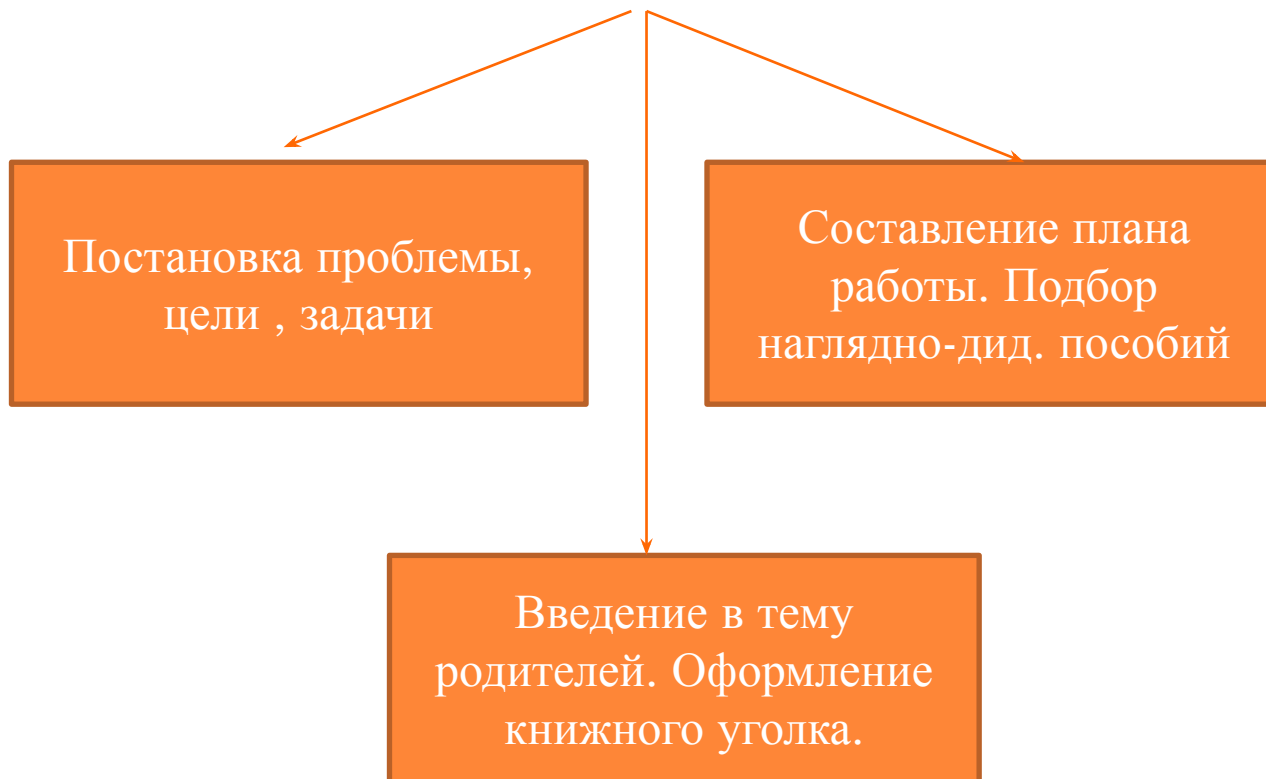 Постановка проблемы,
цели , задачи
Составление плана
работы. Подбор
наглядно-дид. пособий
Введение в тему
родителей. Оформление
книжного уголка.